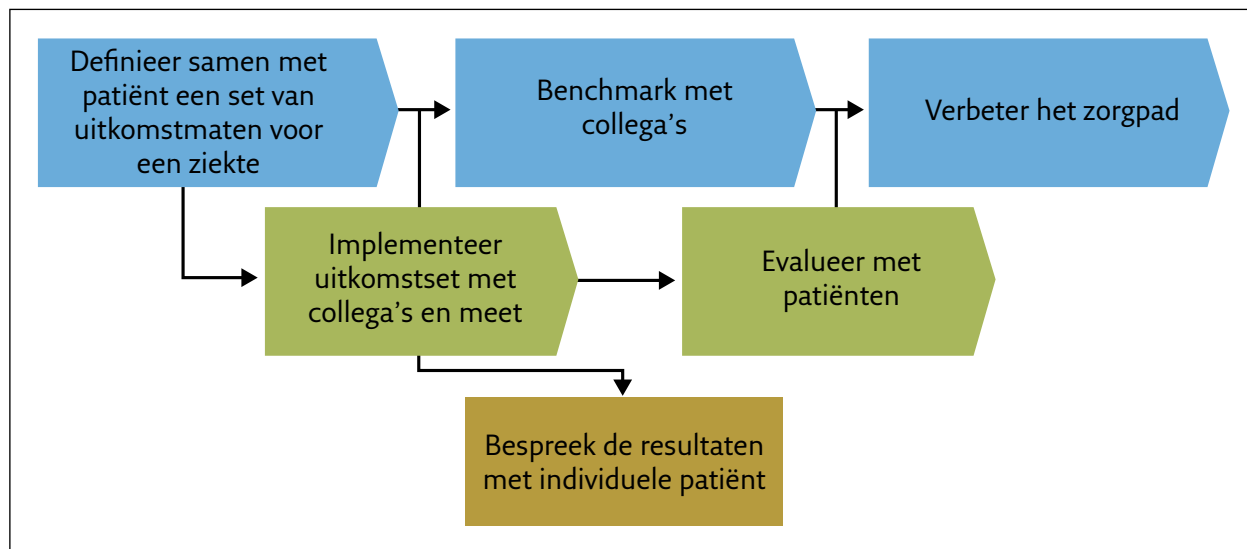 Definieer samen met
patiënt een set van
uitkomstmaten voor
een ziekte
Benchmark met
collega’s
Verbeter het zorgpad
Implementeer
uitkomstset met
collega’s en meet
Evalueer met
patiënten
Bespreek de resultaten
met individuele patiënt